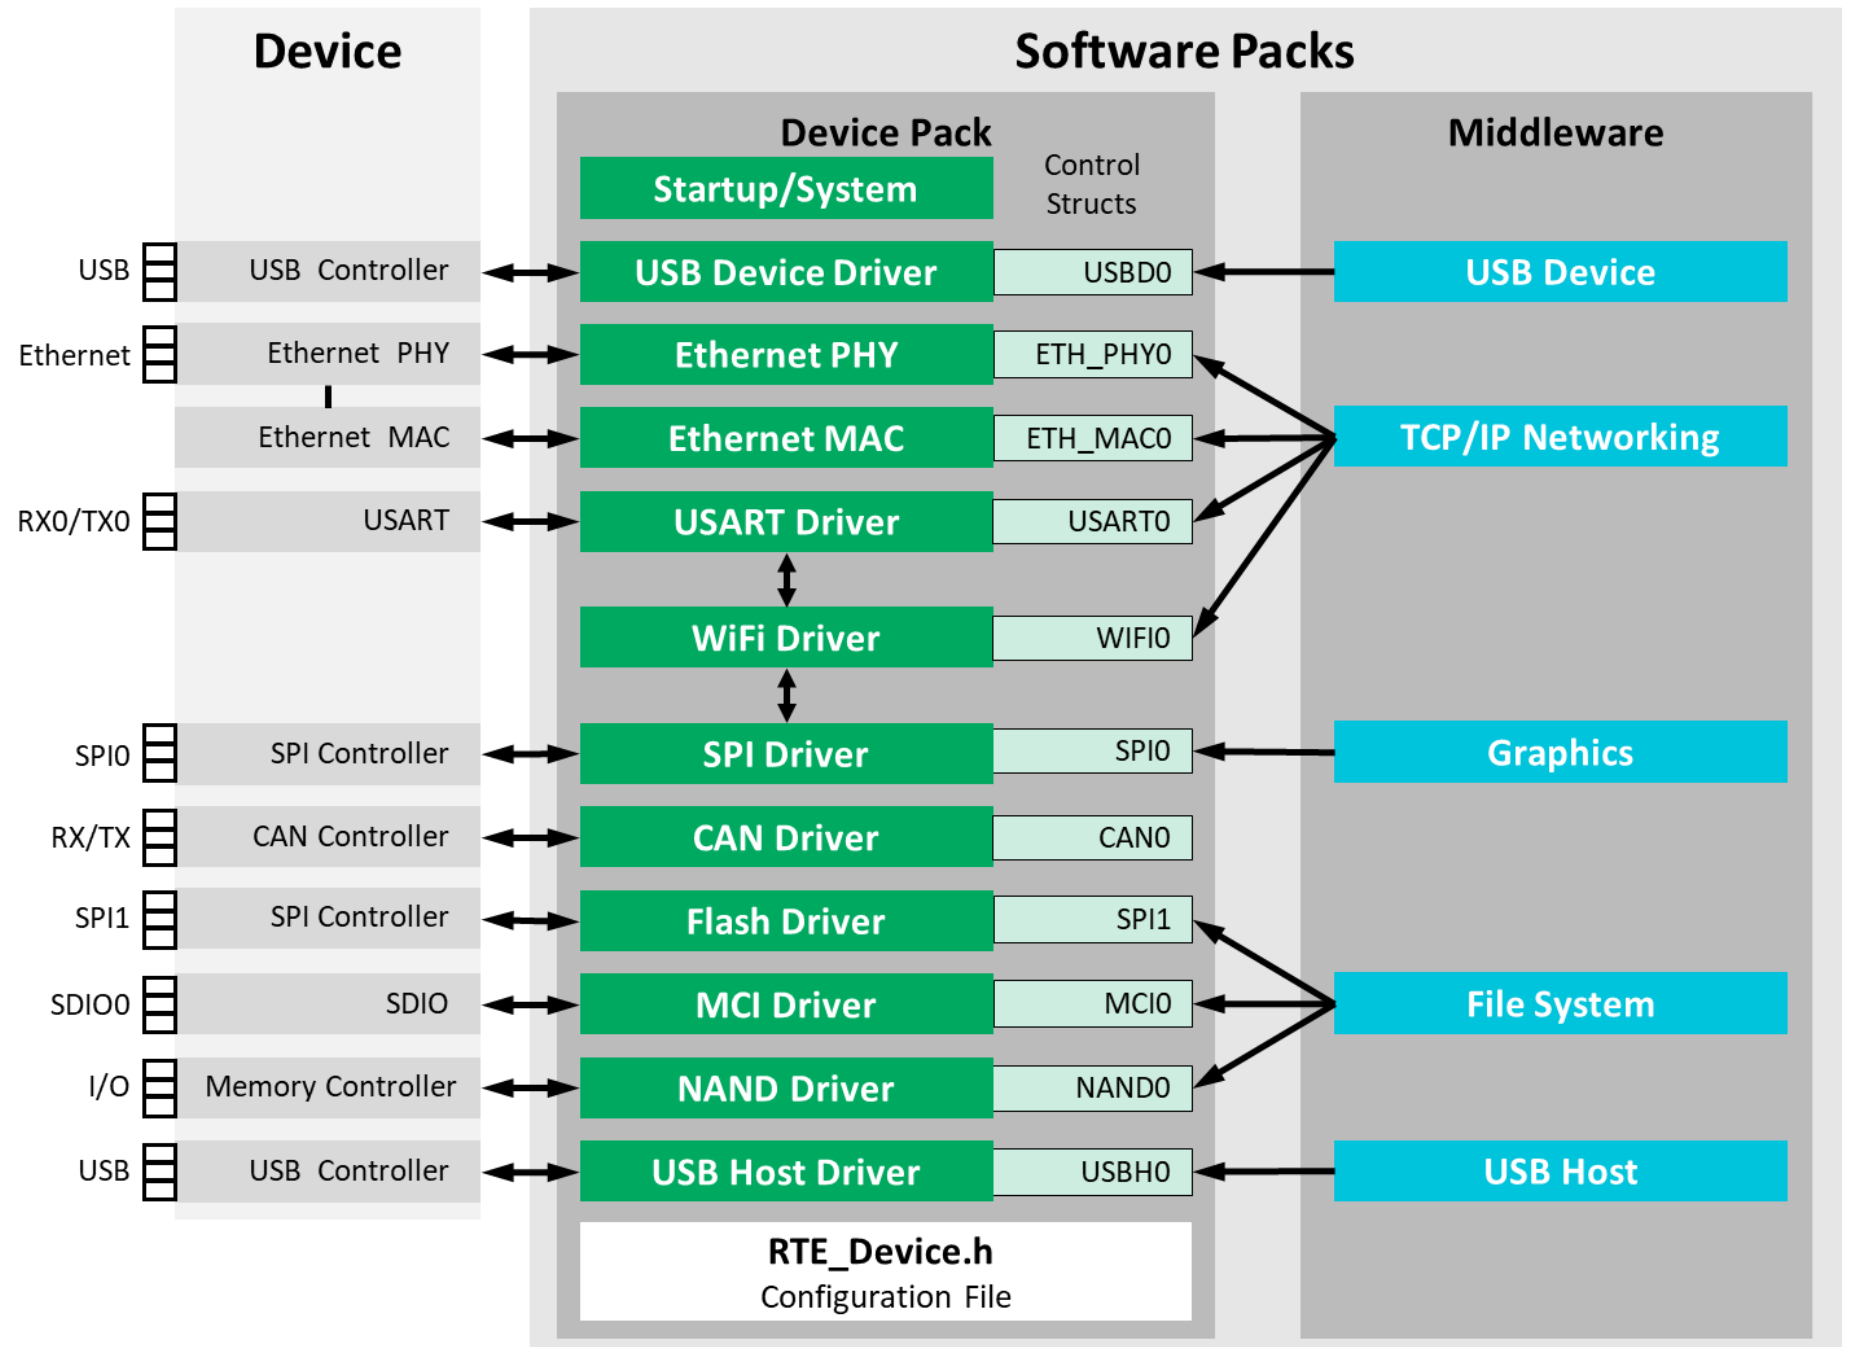 Device
Software Packs
Device Pack
Middleware
Control
Structs
Startup/System
USB
USB Controller
USB Device Driver
USBD0
USB Device
Ethernet
Ethernet PHY
Ethernet PHY
ETH_PHY0
Ethernet MAC
Ethernet MAC
ETH_MAC0
TCP/IP Networking
RX0/TX0
USART
USART Driver
USART0
WiFi Driver
WIFI0
SPI0
SPI Controller
SPI Driver
SPI0
Graphics
RX/TX
CAN Controller
CAN Driver
CAN0
SPI1
SPI Controller
Flash Driver
SPI1
SDIO0
SDIO
MCI Driver
MCI0
File System
I/O
Memory Controller
NAND Driver
NAND0
USB
USB Controller
USB Host Driver
USBH0
USB Host
RTE_Device.h
Configuration File